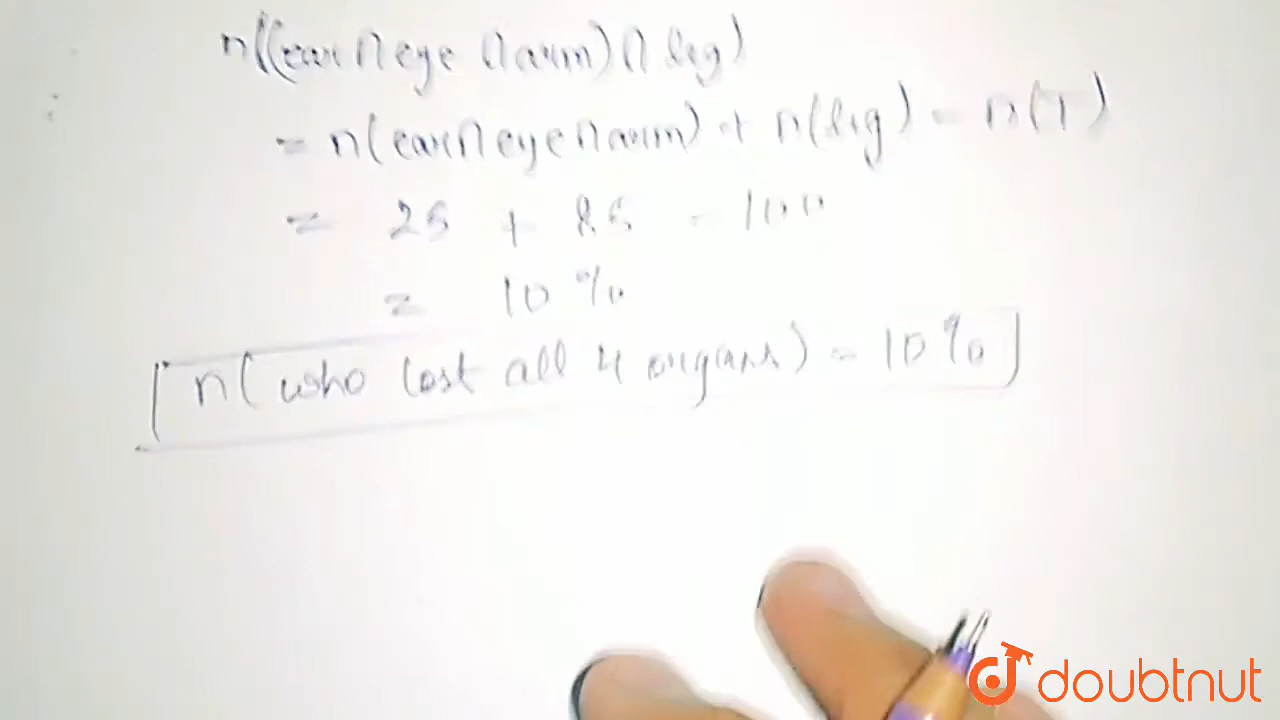 n((ear∩eye ∩arm)∩ leg)
= n(ear∩eye∩arm) + n(leg) - n(T)
= 25 + 85 - 100
= 10 %
n( who lost all 4 organs) = 10%
doubtnut